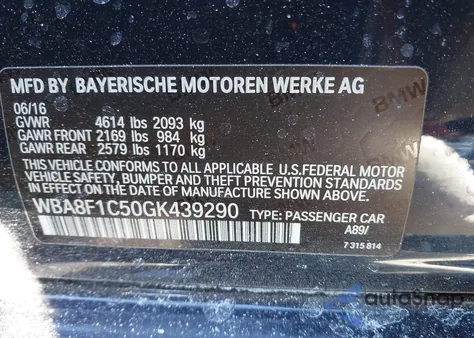 MFD BY BAYERISCHE MOTOREN WERKE AG
06/16
GVWR 4614 lbs 2093 kg
GAWR FRONT 2169 lbs 984 kg
GAWR REAR 2579 lbs 1170 kg
THIS VEHICLE CONFORMS TO ALL APPLICABLE U.S.FEDERAL MOTOR
VEHICLE SAFETY, BUMPER, AND THEFT PREVENTION STANDARDS
IN EFFECT ON THE DATE OF MANUFACTURE SHOWN ABOVE.
WBA8F1C50GK439290 TYPE: PASSENGER CAR
A89/
7 315 814
BMW
autoSnap